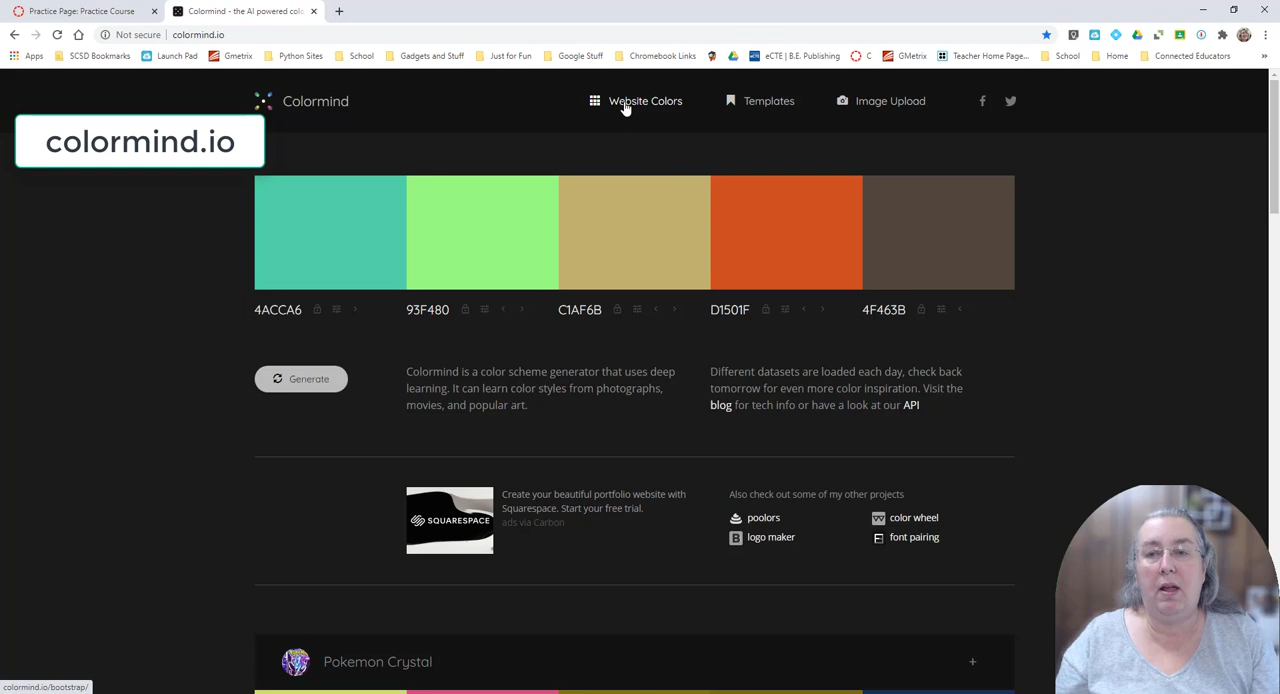 Practice Page: Practice Course
Colormind - the AI powered colo
Not secure | colormind.io
Apps
SCSD Bookmarks
Launch Pad
Gmetrix
Python Sites
School
Gadgets and Stuff
Just for Fun
Google Stuff
Chromebook Links
eCTE | B.E. Publishing
C
GMetrix
Teacher Home Page...
School
Home
Connected Educators
»
Colormind
Website Colors
Templates
Image Upload
colormind.io
4ACCA6
93F480
C1AF6B
D1501F
4F463B
Generate
Colormind is a color scheme generator that uses deep
learning. It can learn color styles from photographs,
movies, and popular art.
Different datasets are loaded each day, check back
tomorrow for even more color inspiration. Visit the
blog for tech info or have a look at our API
SQUARESPACE
Create your beautiful portfolio website with
Squarespace. Start your free trial.
ads via Carbon
Also check out some of my other projects
poolors
color wheel
logo maker
font pairing
Pokemon Crystal
+
colormind.io/bootstrap/